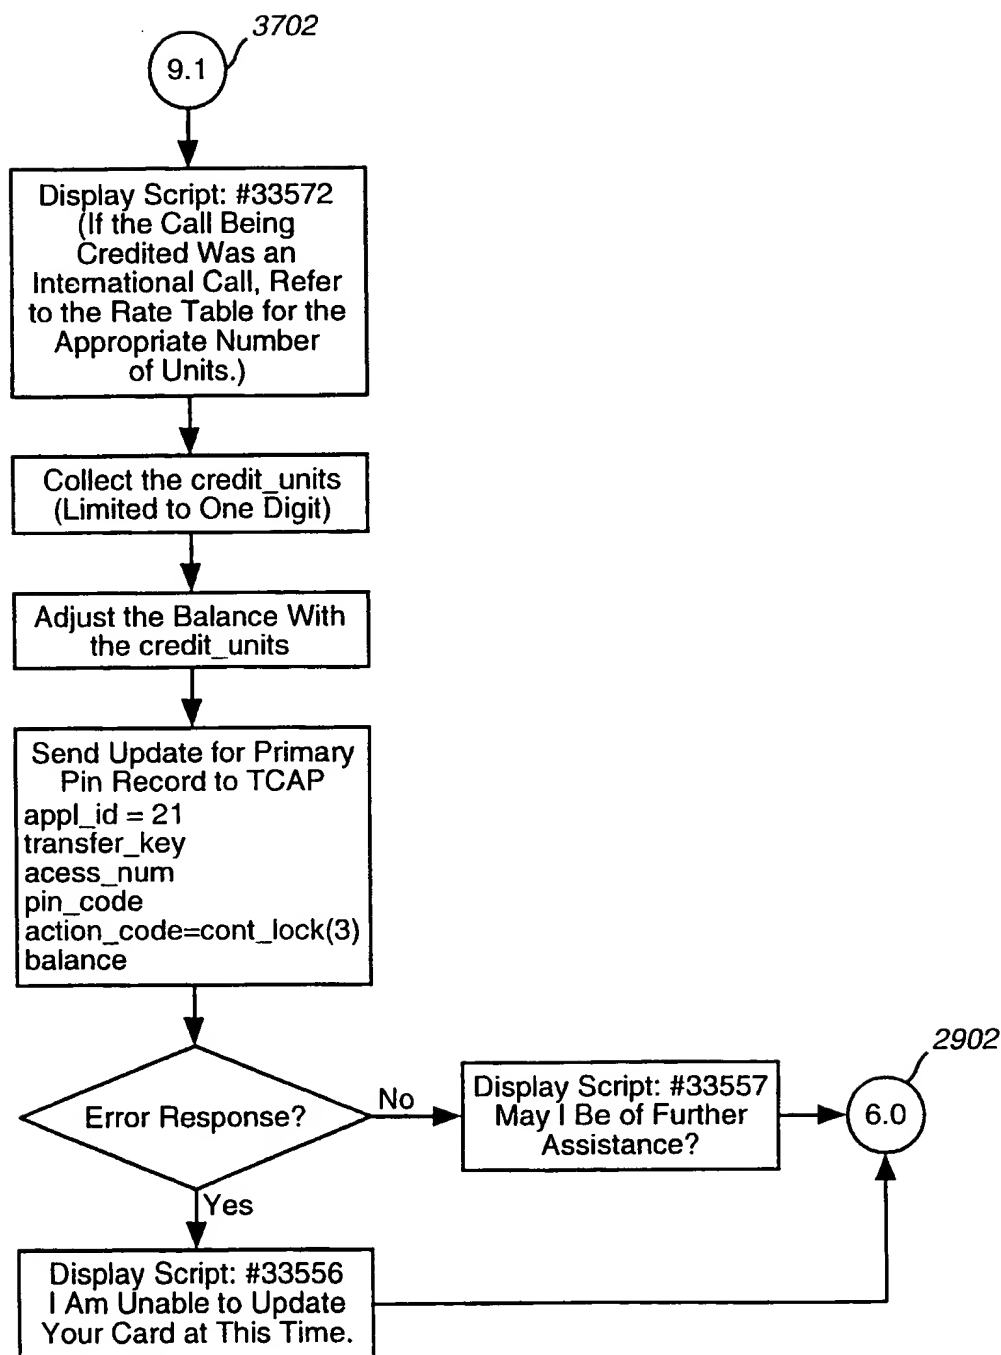 3702
9.1
Display Script: #33572
(If the Call Being
Credited Was an
International Call, Refer
to the Rate Table for the
Appropriate Number
of Units.)
Collect the credit_units
(Limited to One Digit)
Adjust the Balance With
the credit_units
Send Update for Primary
Pin Record to TCAP
appl_id = 21
transfer_key
acess_num
pin_code
action_code=cont_lock(3)
balance
Error Response?
No
Display Script: #33557
May I Be of Further
Assistance?
2902
6.0
Yes
Display Script: #33556
I Am Unable to Update
Your Card at This Time.